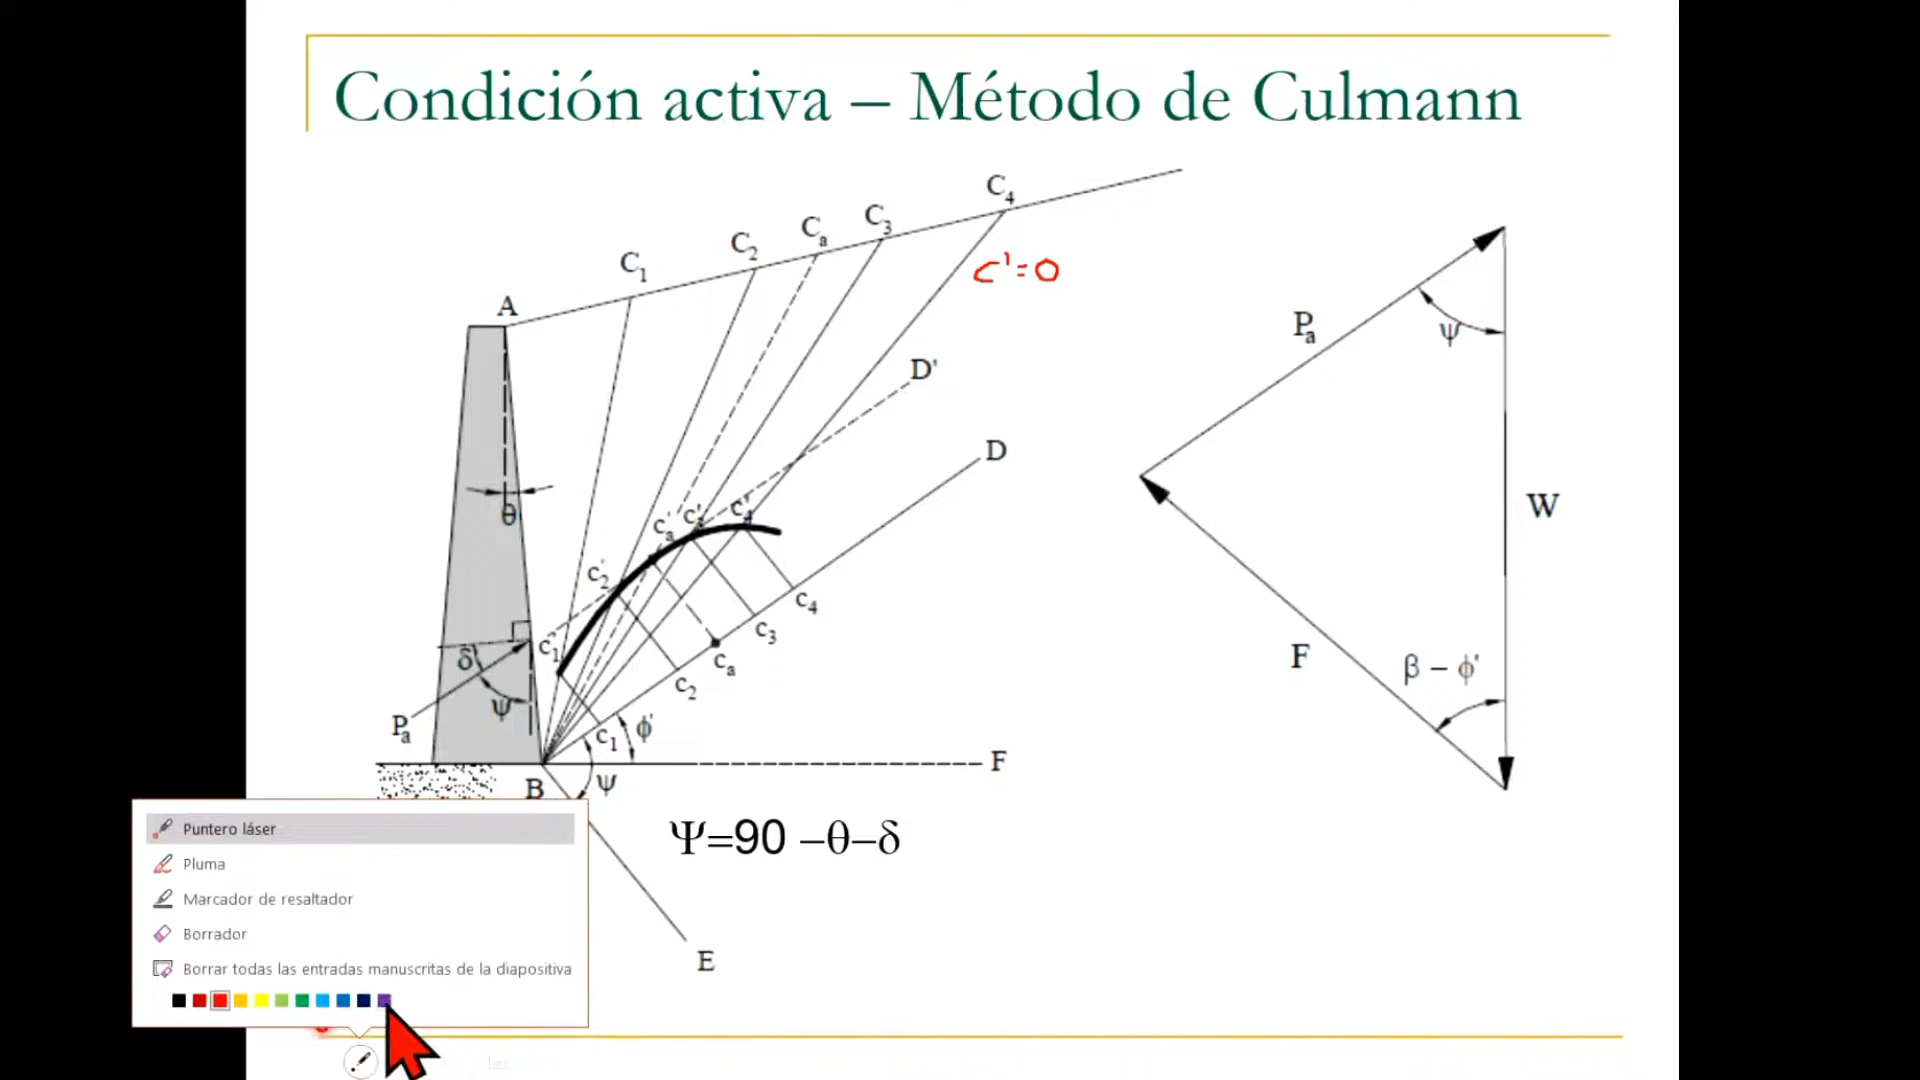 Condición activa – Método de Culmann
C4
C3
Ca
C2
C1
A
c'=0
D'
D
θ
c'4
c'a
c'2
c'1
c4
c3
ca
c2
c1
δ
ψ
Pa
ϕ'
F
B
ψ
E
Ψ=90 –θ–δ
Pa
ψ
W
F
β – ϕ'
Puntero láser
Pluma
Marcador de resaltador
Borrador
Borrar todas las entradas manuscritas de la diapositiva